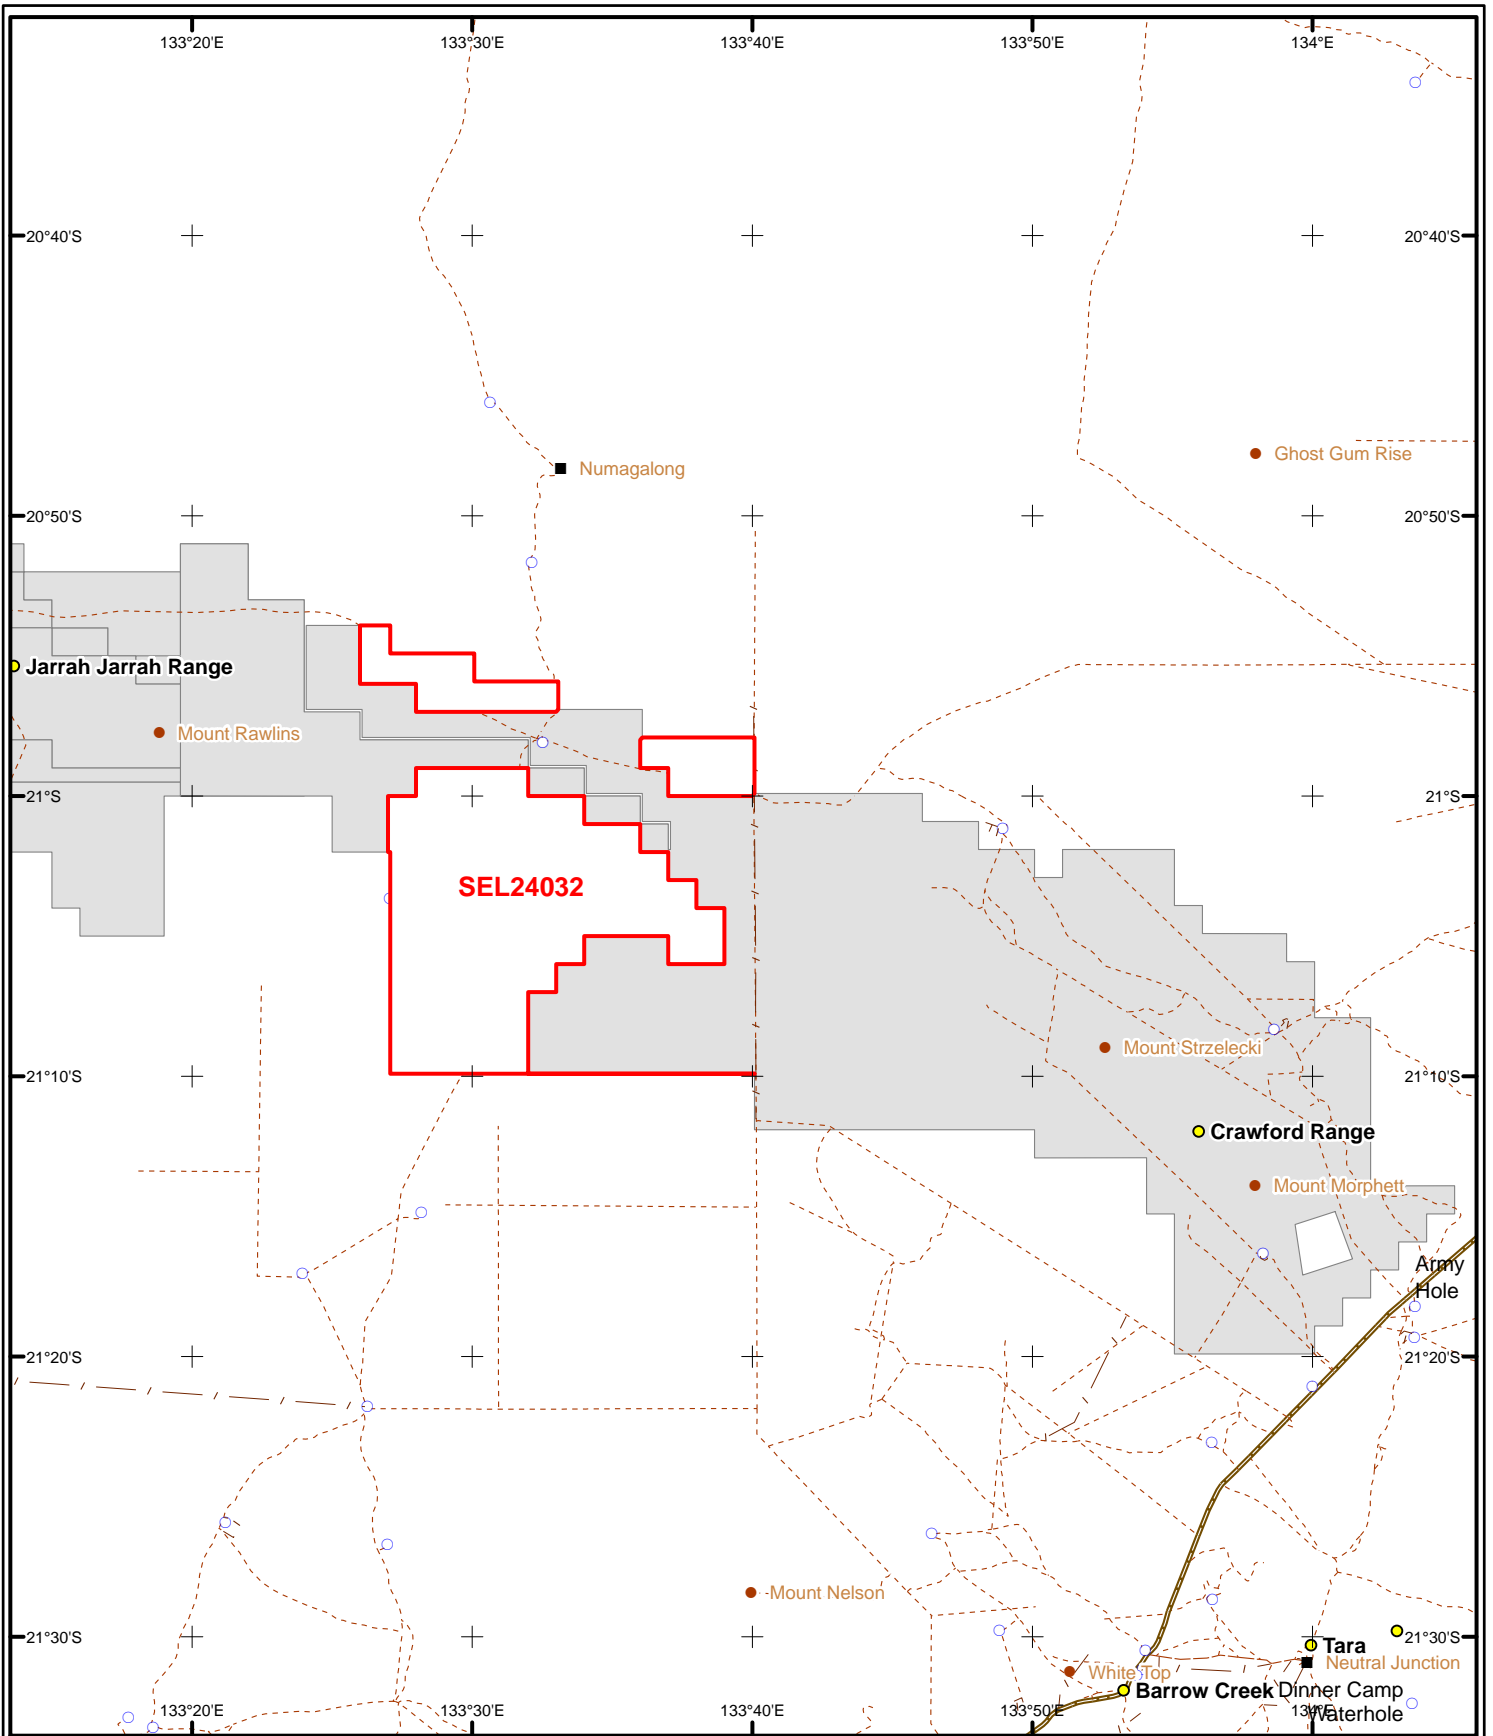 133°20'E 133°30'E 133°40'E 133°50'E 134°E
20°40'S 20°40'S
Ghost Gum Rise
Numagalong
20°50'S 20°50'S
Jarrah Jarrah Range
Mount Rawlins
21°S 21°S
SEL24032
Mount Strzelecki
21°10'S 21°10'S
Crawford Range
Mount Morphett
Army
Hole
21°20'S 21°20'S
Mount Nelson
21°30'S 21°30'S
Tara
Neutral Junction
White Top
Barrow Creek Dinner Camp
Waterhole
133°20'E 133°30'E 133°40'E 133°50'E 134°E